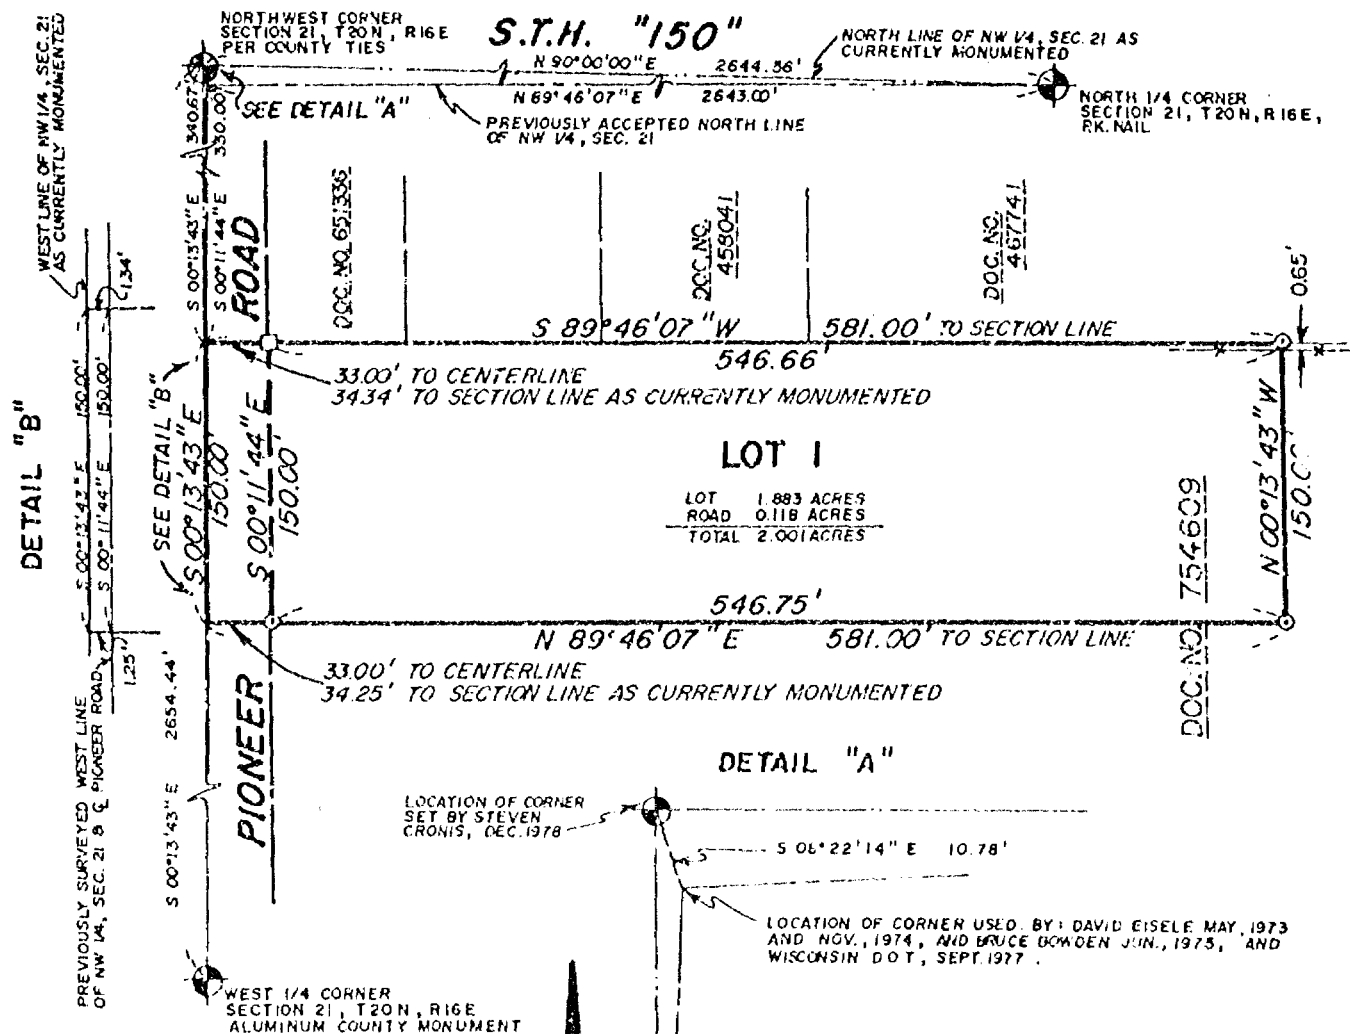 NORTHWEST CORNER
SECTION 21, T20N, R16E
PER COUNTY TIES
S.T.H. "150"
NORTH LINE OF NW 1/4, SEC. 21 AS
CURRENTLY MONUMENTED
N 90°00'00"E 2644.56'
N 89°46'07"E 2643.00'
SEE DETAIL "A"
PREVIOUSLY ACCEPTED NORTH LINE
OF NW 1/4, SEC. 21
NORTH 1/4 CORNER
SECTION 21, T20N, R16E,
P.K. NAIL
WEST LINE OF NW 1/4, SEC. 21
AS CURRENTLY MONUMENTED
S 00°13'43"E 340.67'
S 00°11'44"E 330.00'
ROAD
DOC. NO. 651336
DOC. NO.
458041
DOC. NO.
467741
0.65'
1.34'
S 89°46'07"W 581.00' TO SECTION LINE
546.66'
33.00' TO CENTERLINE
34.34' TO SECTION LINE AS CURRENTLY MONUMENTED
DETAIL "B"
S 00°13'43"E 150.00'
S 00°11'44"E 150.00'
SEE DETAIL "B"
S 00°13'43"E
150.00'
S 00°11'44"E
150.00'
LOT 1
LOT 1.883 ACRES
ROAD 0.118 ACRES
TOTAL 2.001 ACRES
N 00°13'43"W
DOC. NO. 754609
546.75'
N 89°46'07"E 581.00' TO SECTION LINE
33.00' TO CENTERLINE
34.25' TO SECTION LINE AS CURRENTLY MONUMENTED
1.25'
PREVIOUSLY SURVEYED WEST LINE
OF NW 1/4, SEC. 21 & ℄ PIONEER ROAD
S 00°13'43"E 2654.44'
PIONEER
DETAIL "A"
LOCATION OF CORNER
SET BY STEVEN
CRONIS, DEC. 1978
E 10.78'
LOCATION OF CORNER USED BY: DAVID EISELE MAY, 1973
AND NOV., 1974, AND BRUCE BOWDEN JUN., 1975, AND
WISCONSIN D O T, SEPT. 1977.
WEST 1/4 CORNER
SECTION 21, T20N, R16E
ALUMINUM COUNTY MONUMENT